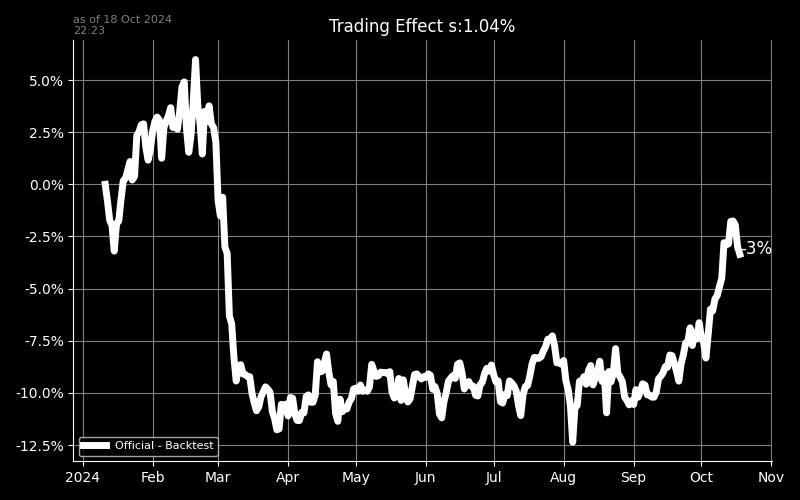 as of 18 Oct 2024
22:23
Trading Effect s:1.04%
5.0%
2.5%
0.0%
-2.5%
-5.0%
-7.5%
-10.0%
-12.5%
-3%
Official - Backtest
2024 Feb Mar Apr May Jun Jul Aug Sep Oct Nov